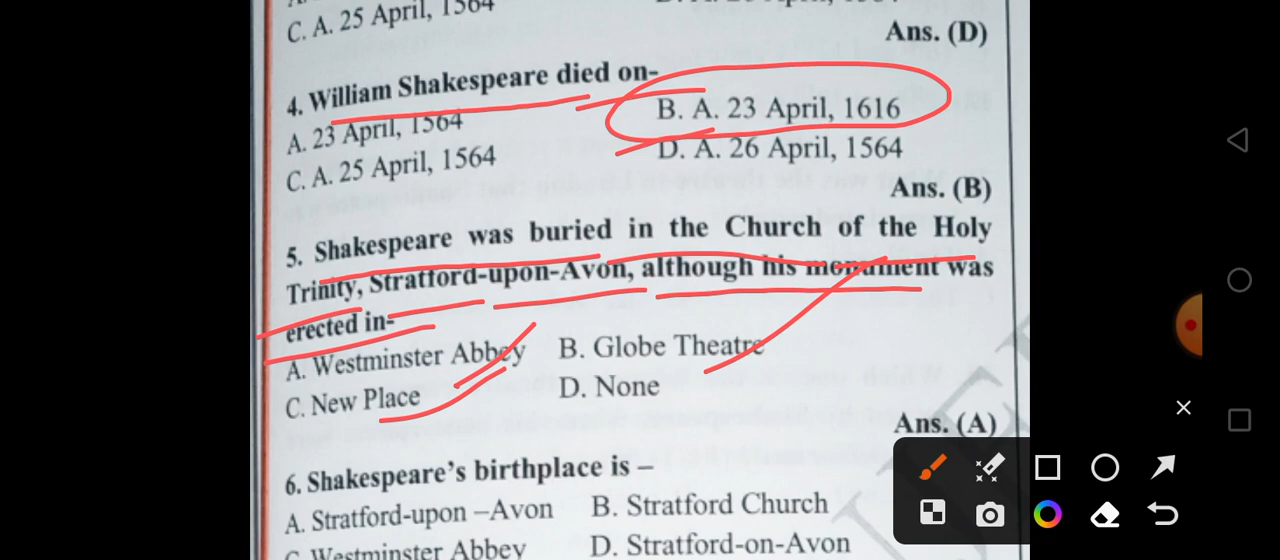 C. A. 25 April, 1564
Ans. (D)
4. William Shakespeare died on-
A. 23 April, 1564 B. A. 23 April, 1616
C. A. 25 April, 1564 D. A. 26 April, 1564
Ans. (B)
5. Shakespeare was buried in the Church of the Holy
Trinity, Stratford-upon-Avon, although his monument was
erected in-
A. Westminster Abbey B. Globe Theatre
C. New Place D. None
Ans. (A)
6. Shakespeare's birthplace is –
A. Stratford-upon –Avon B. Stratford Church
C. Westminster Abbey D. Stratford-on-Avon